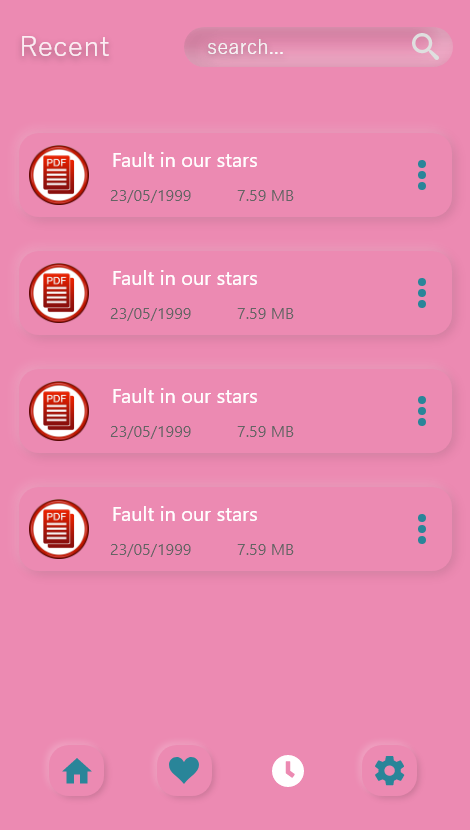 Recent
search...
PDF
Fault in our stars
23/05/1999 7.59 MB
PDF
Fault in our stars
23/05/1999 7.59 MB
PDF
Fault in our stars
23/05/1999 7.59 MB
PDF
Fault in our stars
23/05/1999 7.59 MB